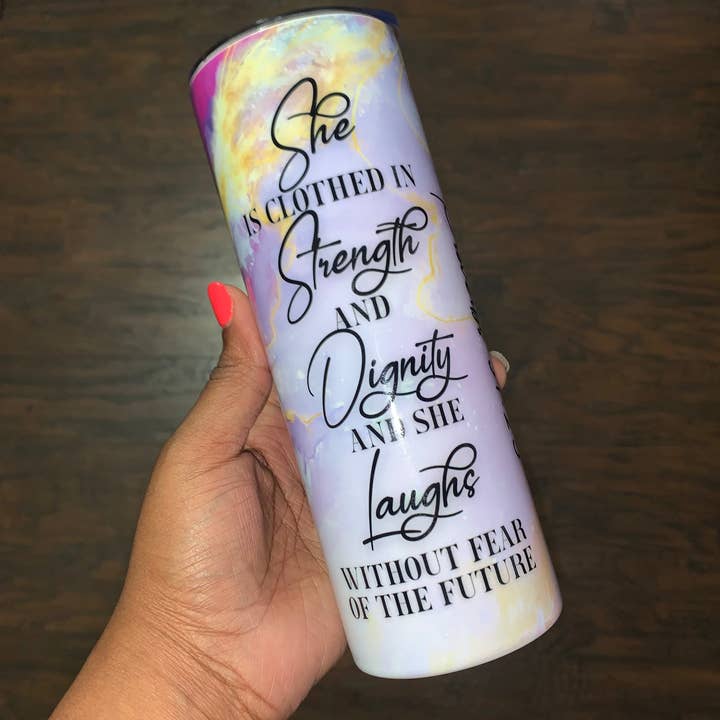 She
IS CLOTHED IN
Strength
AND
Dignity
AND SHE
Laughs
WITHOUT FEAR
OF THE FUTURE